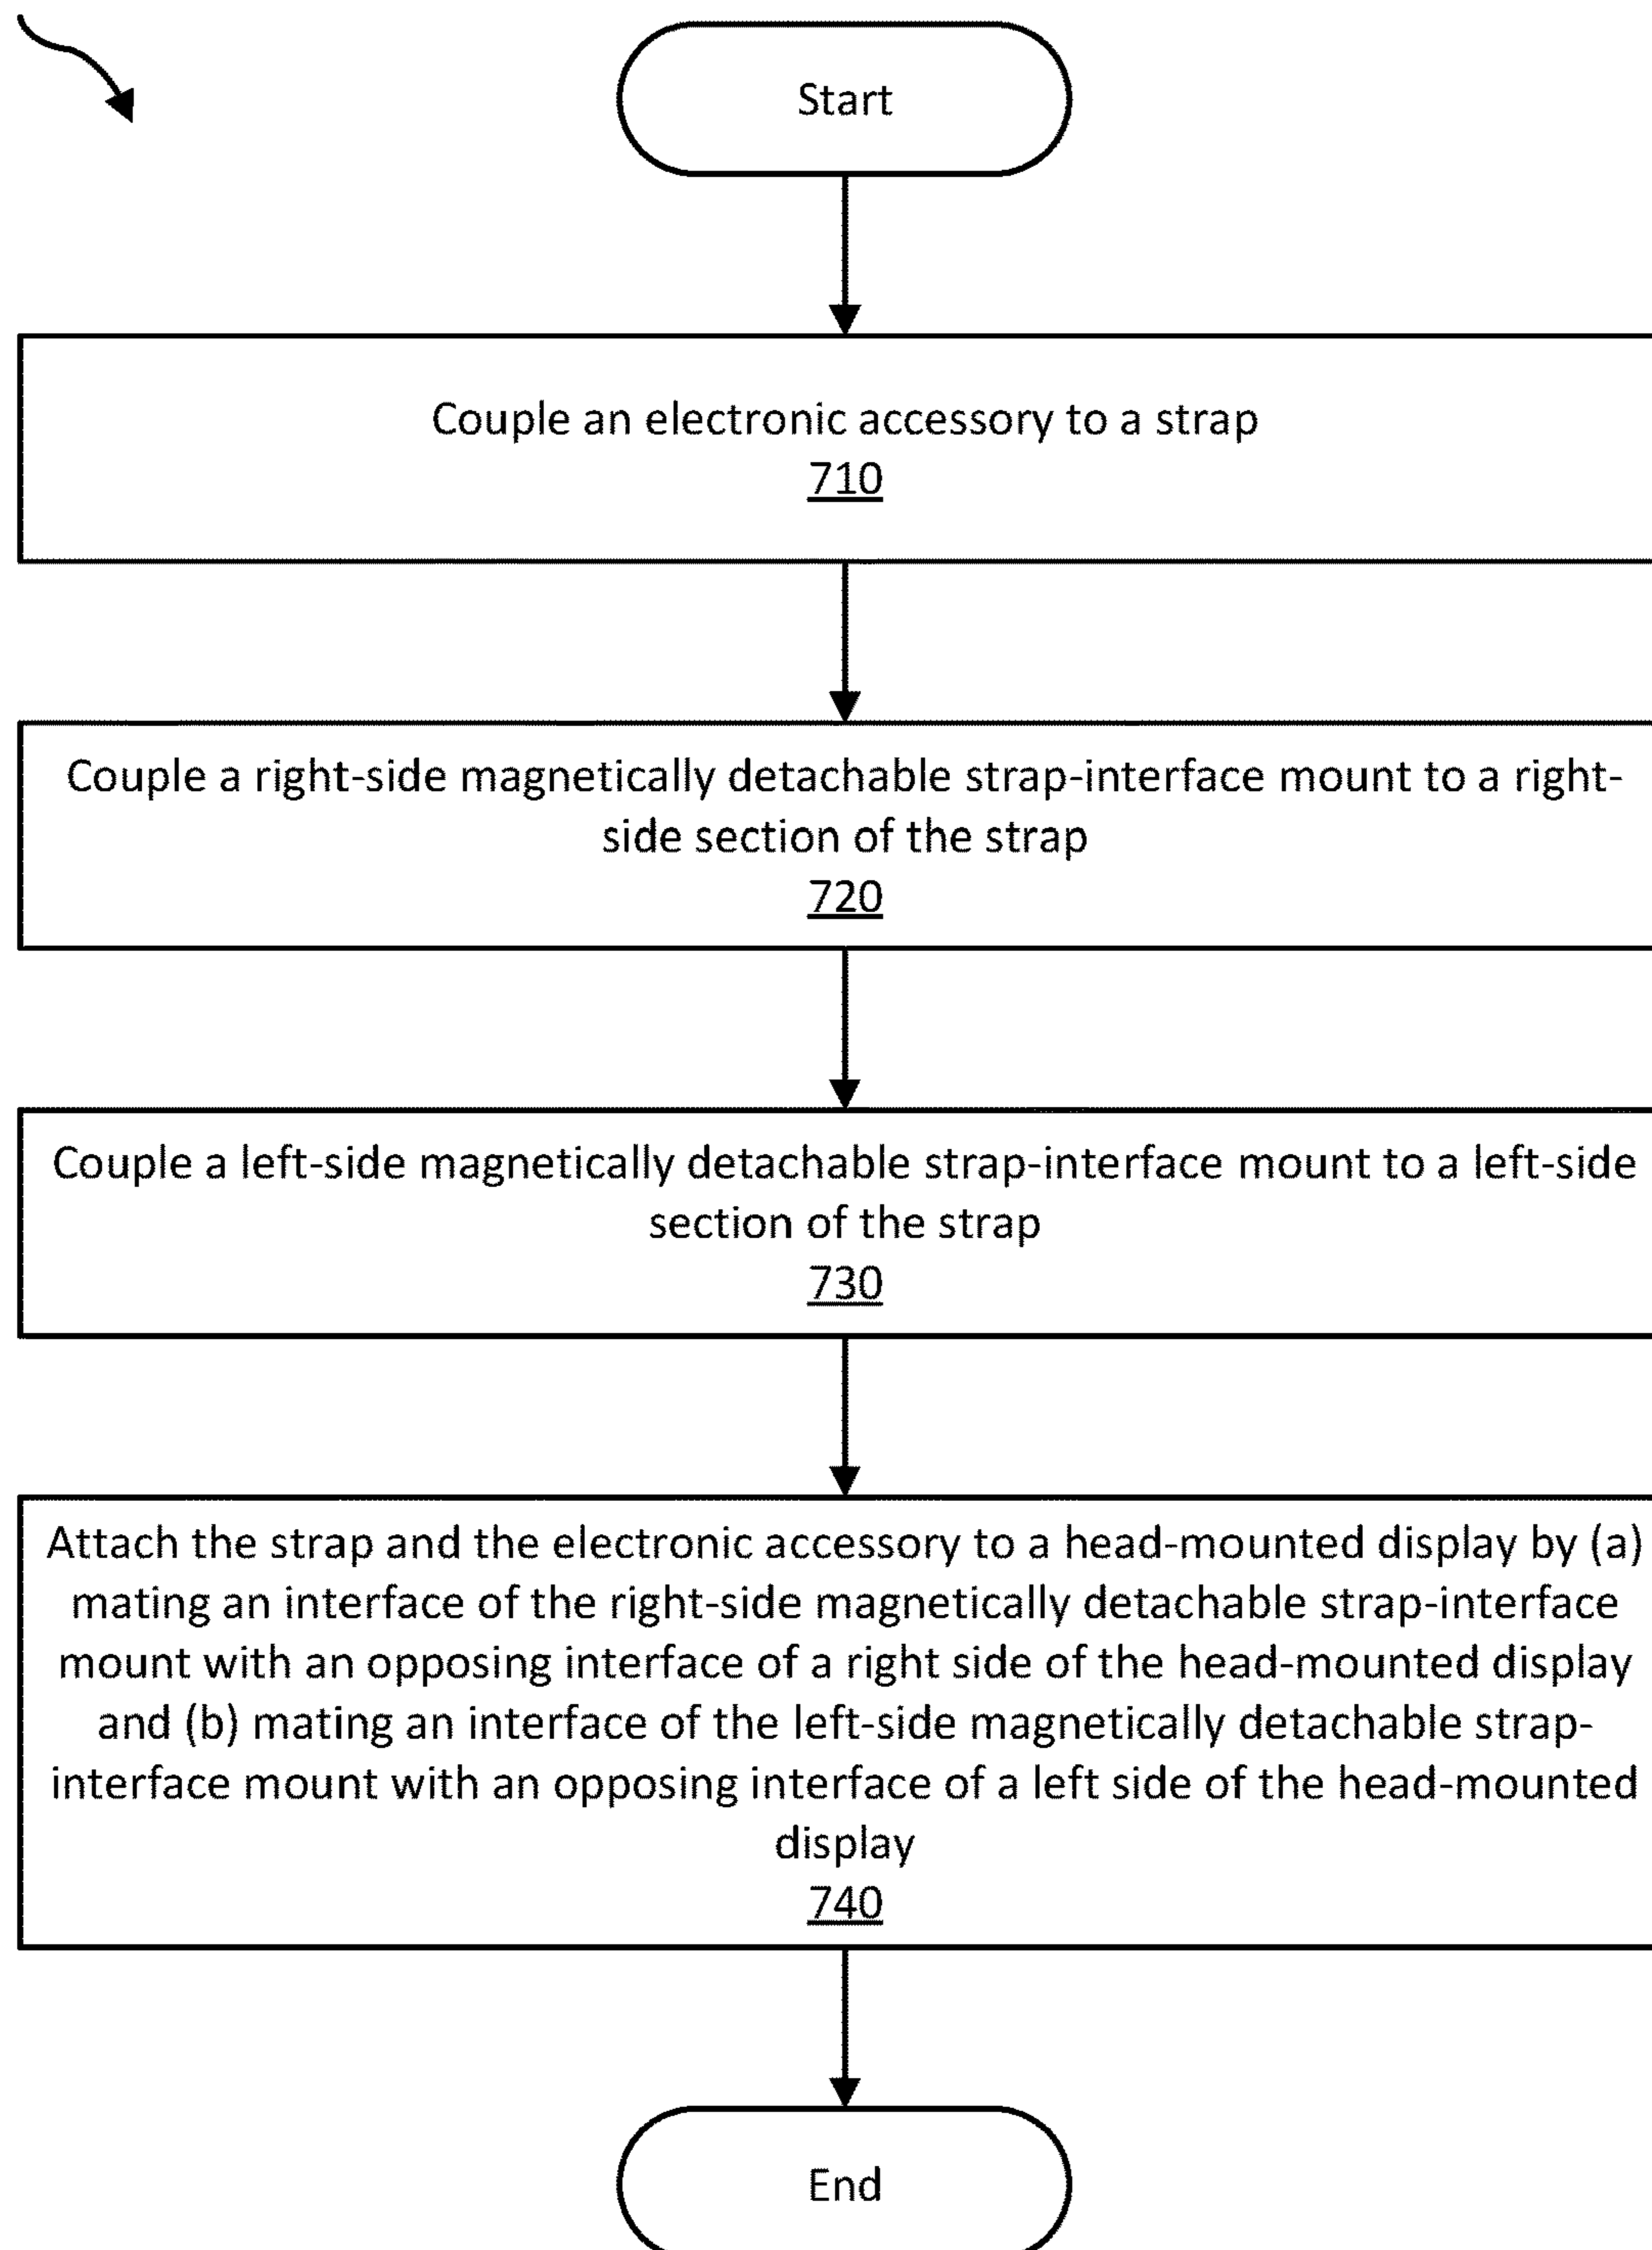 Start
Couple an electronic accessory to a strap
710
Couple a right-side magnetically detachable strap-interface mount to a right-
side section of the strap
720
Couple a left-side magnetically detachable strap-interface mount to a left-side
section of the strap
730
Attach the strap and the electronic accessory to a head-mounted display by (a)
mating an interface of the right-side magnetically detachable strap-interface
mount with an opposing interface of a right side of the head-mounted display
and (b) mating an interface of the left-side magnetically detachable strap-
interface mount with an opposing interface of a left side of the head-mounted
display
740
End